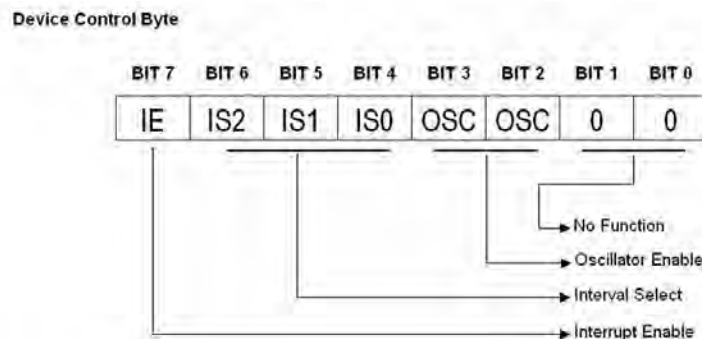 Device Control Byte
BIT 7 BIT 6 BIT 5 BIT 4 BIT 3 BIT 2 BIT 1 BIT 0
IE IS2 IS1 IS0 OSC OSC 0 0
No Function
Oscillator Enable
Interval Select
Interrupt Enable